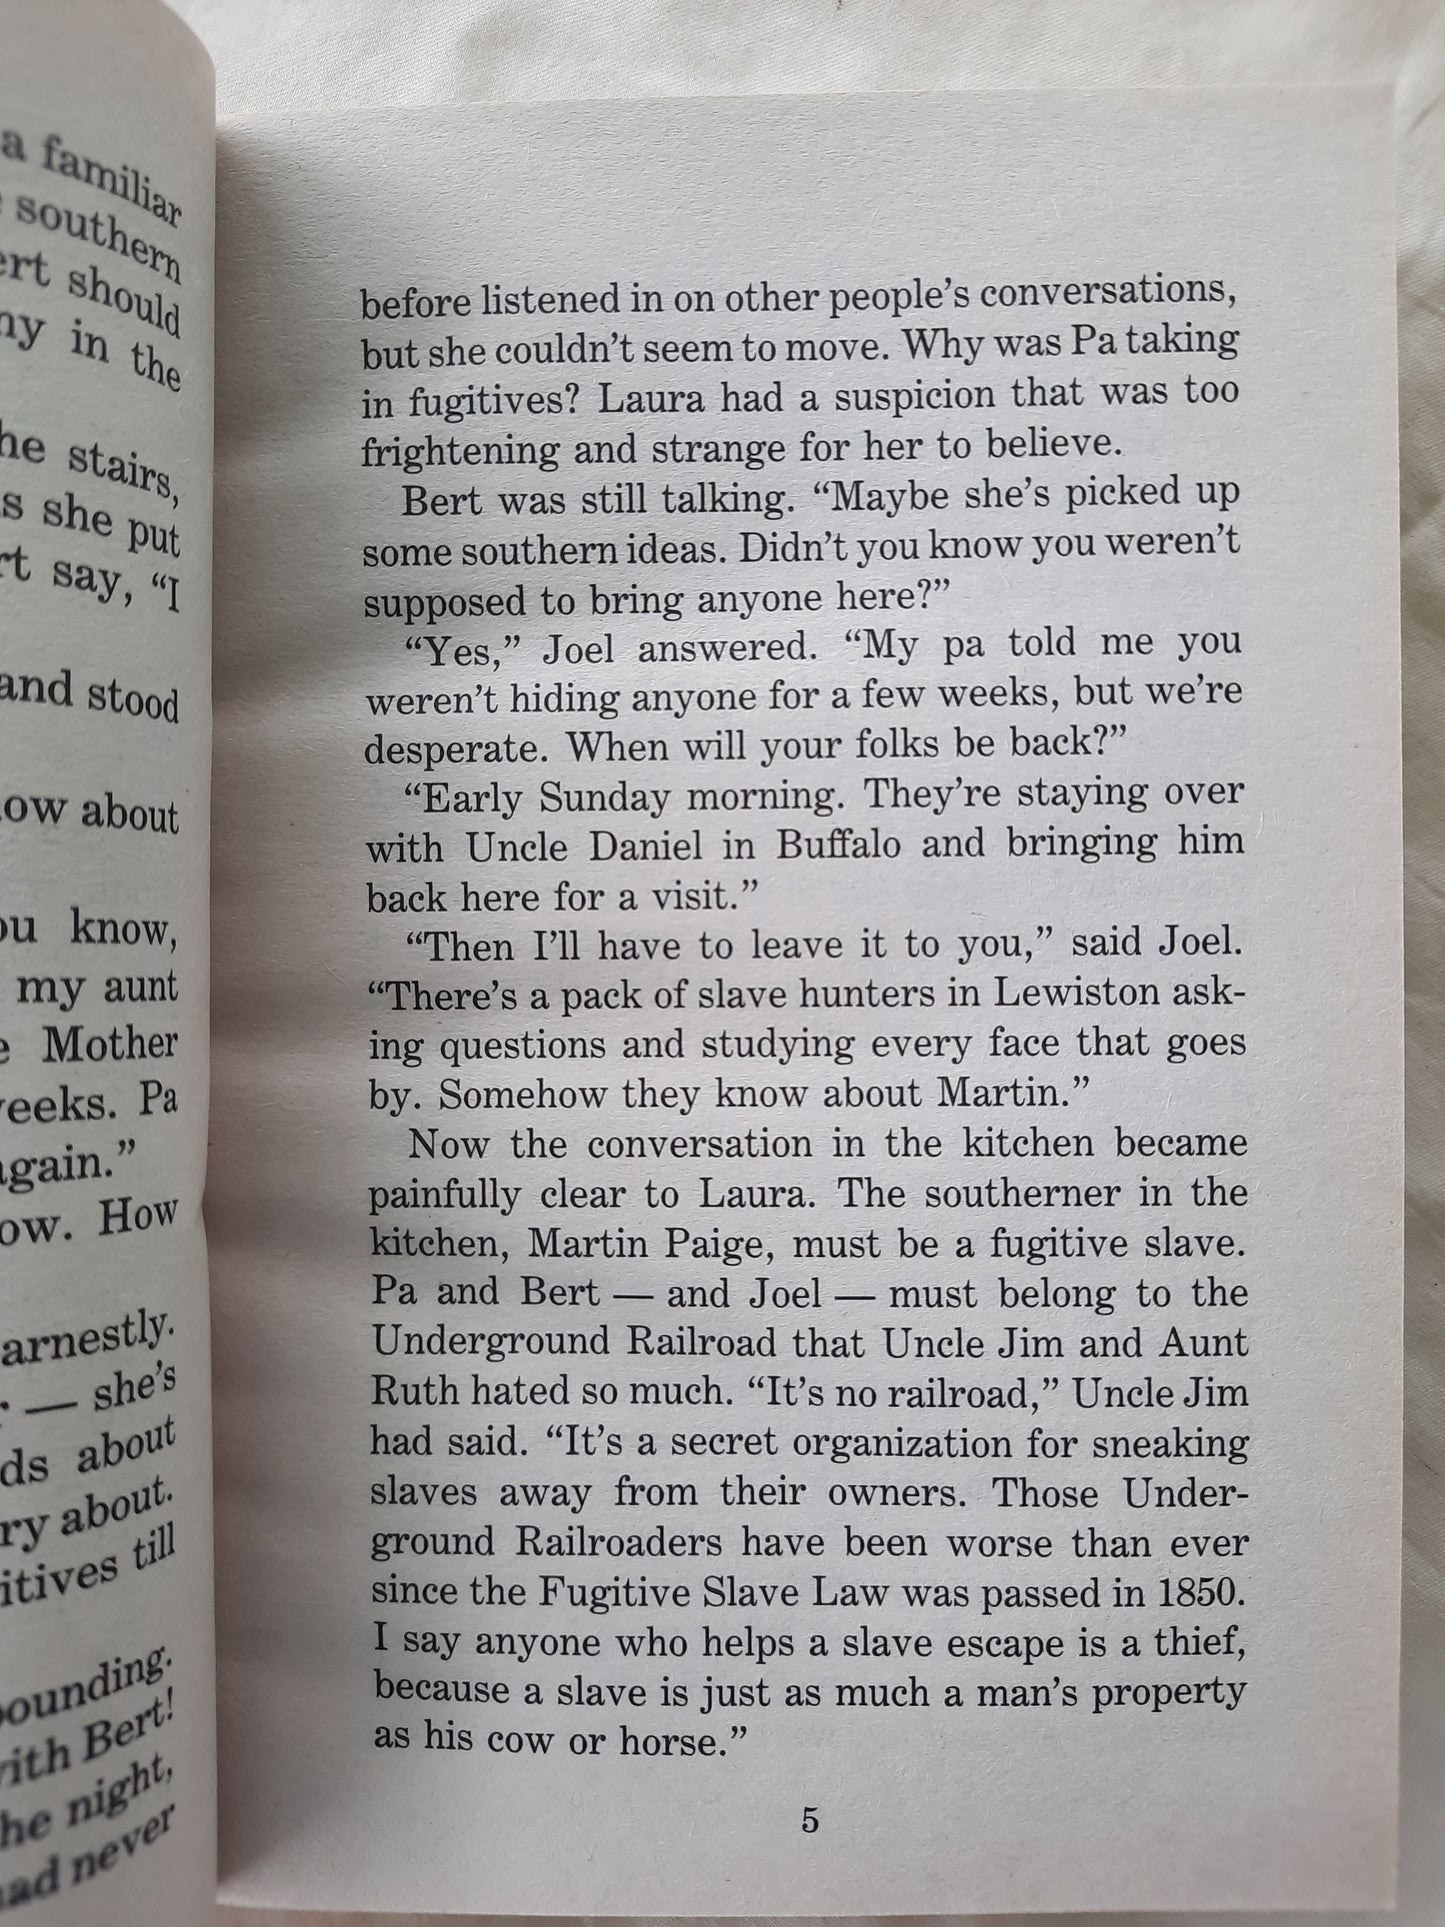 a familiar
southern
ert should
ny in the
he stairs,
as she put
rt say, “I
and stood
ow about
ou know,
my aunt
e Mother
weeks. Pa
again.”
ow. How
arnestly.
— she’s
ds about
ry about.
itives till
pounding.
with Bert!
he night,
had never
before listened in on other people’s conversations,
but she couldn’t seem to move. Why was Pa taking
in fugitives? Laura had a suspicion that was too
frightening and strange for her to believe.
Bert was still talking. “Maybe she’s picked up
some southern ideas. Didn’t you know you weren’t
supposed to bring anyone here?”
“Yes,” Joel answered. “My pa told me you
weren’t hiding anyone for a few weeks, but we’re
desperate. When will your folks be back?”
“Early Sunday morning. They’re staying over
with Uncle Daniel in Buffalo and bringing him
back here for a visit.”
“Then I’ll have to leave it to you,” said Joel.
“There’s a pack of slave hunters in Lewiston ask-
ing questions and studying every face that goes
by. Somehow they know about Martin.”
Now the conversation in the kitchen became
painfully clear to Laura. The southerner in the
kitchen, Martin Paige, must be a fugitive slave.
Pa and Bert — and Joel — must belong to the
Underground Railroad that Uncle Jim and Aunt
Ruth hated so much. “It’s no railroad,” Uncle Jim
had said. “It’s a secret organization for sneaking
slaves away from their owners. Those Under-
ground Railroaders have been worse than ever
since the Fugitive Slave Law was passed in 1850.
I say anyone who helps a slave escape is a thief,
because a slave is just as much a man’s property
as his cow or horse.”
5